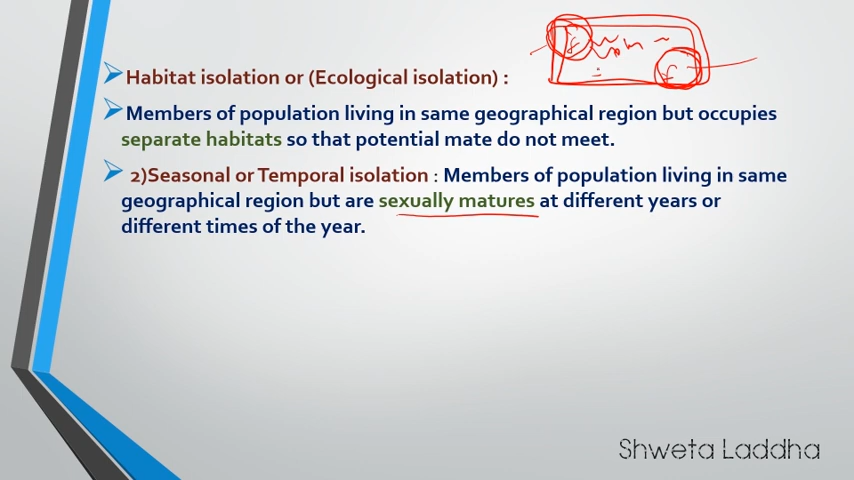 Habitat isolation or (Ecological isolation) :
Members of population living in same geographical region but occupies
separate habitats so that potential mate do not meet.
2)Seasonal or Temporal isolation : Members of population living in same
geographical region but are sexually matures at different years or
different times of the year.
Shweta Laddha